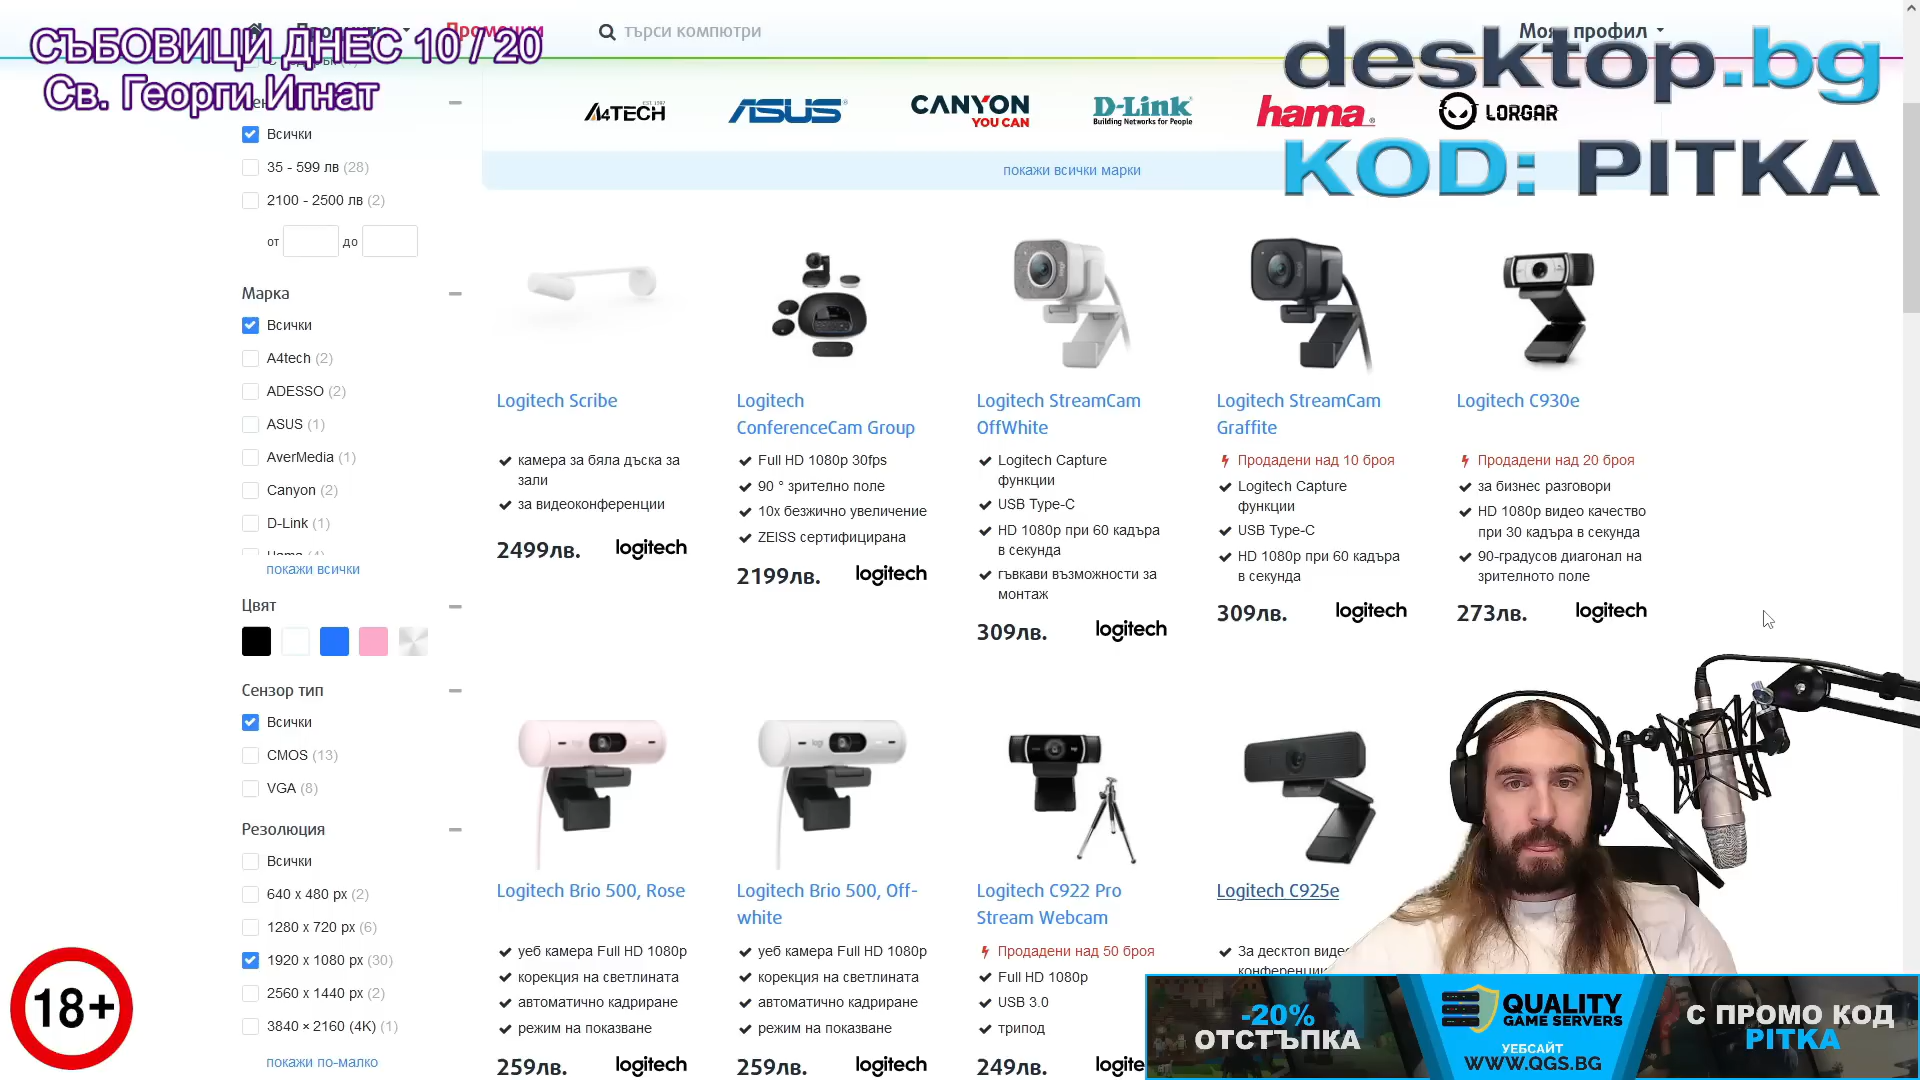 СЪБОВИЦИ ДНЕС 10 / 20
Св. Георги Игнат
Промоции
търси компютри
Моят профил
desktop.bg
KOD: PITKA
A4TECH
ASUS
CANYON
YOU CAN
D-Link
Building Networks for People
hama
LORGAR
покажи всички марки
Всички
35 - 599 лв (28)
2100 - 2500 лв (2)
от
до
Марка
Всички
A4tech (2)
ADESSO (2)
ASUS (1)
AverMedia (1)
Canyon (2)
D-Link (1)
Hama (4)
покажи всички
Цвят
Сензор тип
Всички
CMOS (13)
VGA (8)
Резолюция
Всички
640 x 480 px (2)
1280 x 720 px (6)
1920 x 1080 px (30)
2560 x 1440 px (2)
3840 × 2160 (4K) (1)
покажи по-малко
18+
Logitech Scribe
камера за бяла дъска за
зали
за видеоконференции
2499лв.
logitech
Logitech
ConferenceCam Group
Full HD 1080p 30fps
90 ° зрително поле
10x безжично увеличение
ZEISS сертифицирана
2199лв.
logitech
Logitech StreamCam
OffWhite
Logitech Capture
функции
USB Type-C
HD 1080p при 60 кадъра
в секунда
гъвкави възможности за
монтаж
309лв.
logitech
Logitech StreamCam
Graffite
Продадени над 10 броя
Logitech Capture
функции
USB Type-C
HD 1080p при 60 кадъра
в секунда
309лв.
logitech
Logitech C930e
Продадени над 20 броя
за бизнес разговори
HD 1080p видео качество
при 30 кадъра в секунда
90-градусов диагонал на
зрителното поле
273лв.
logitech
Logitech Brio 500, Rose
уеб камера Full HD 1080p
корекция на светлината
автоматично кадриране
режим на показване
259лв.
logitech
Logitech Brio 500, Off-
white
уеб камера Full HD 1080p
корекция на светлината
автоматично кадриране
режим на показване
259лв.
logitech
Logitech C922 Pro
Stream Webcam
Продадени над 50 броя
Full HD 1080p
USB 3.0
трипод
249лв.
logite
Logitech C925e
За десктоп виде
конференции
-20%
ОТСТЪПКА
QUALITY
GAME SERVERS
УЕБСАЙТ
WWW.QGS.BG
С ПРОМО КОД
PITKA